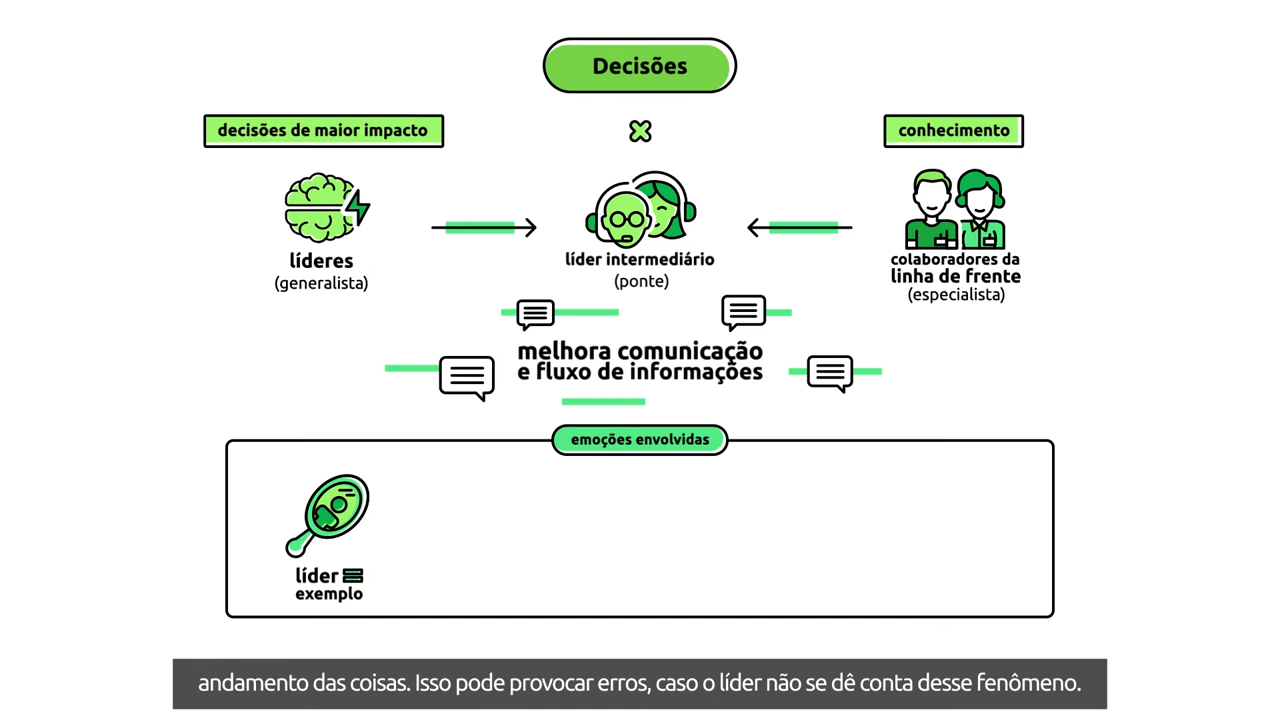 Decisões
decisões de maior impacto
conhecimento
líderes
(generalista)
líder intermediário
(ponte)
colaboradores da
linha de frente
(especialista)
melhora comunicação
e fluxo de informações
emoções envolvidas
líder =
exemplo
andamento das coisas. Isso pode provocar erros, caso o líder não se dê conta desse fenômeno.